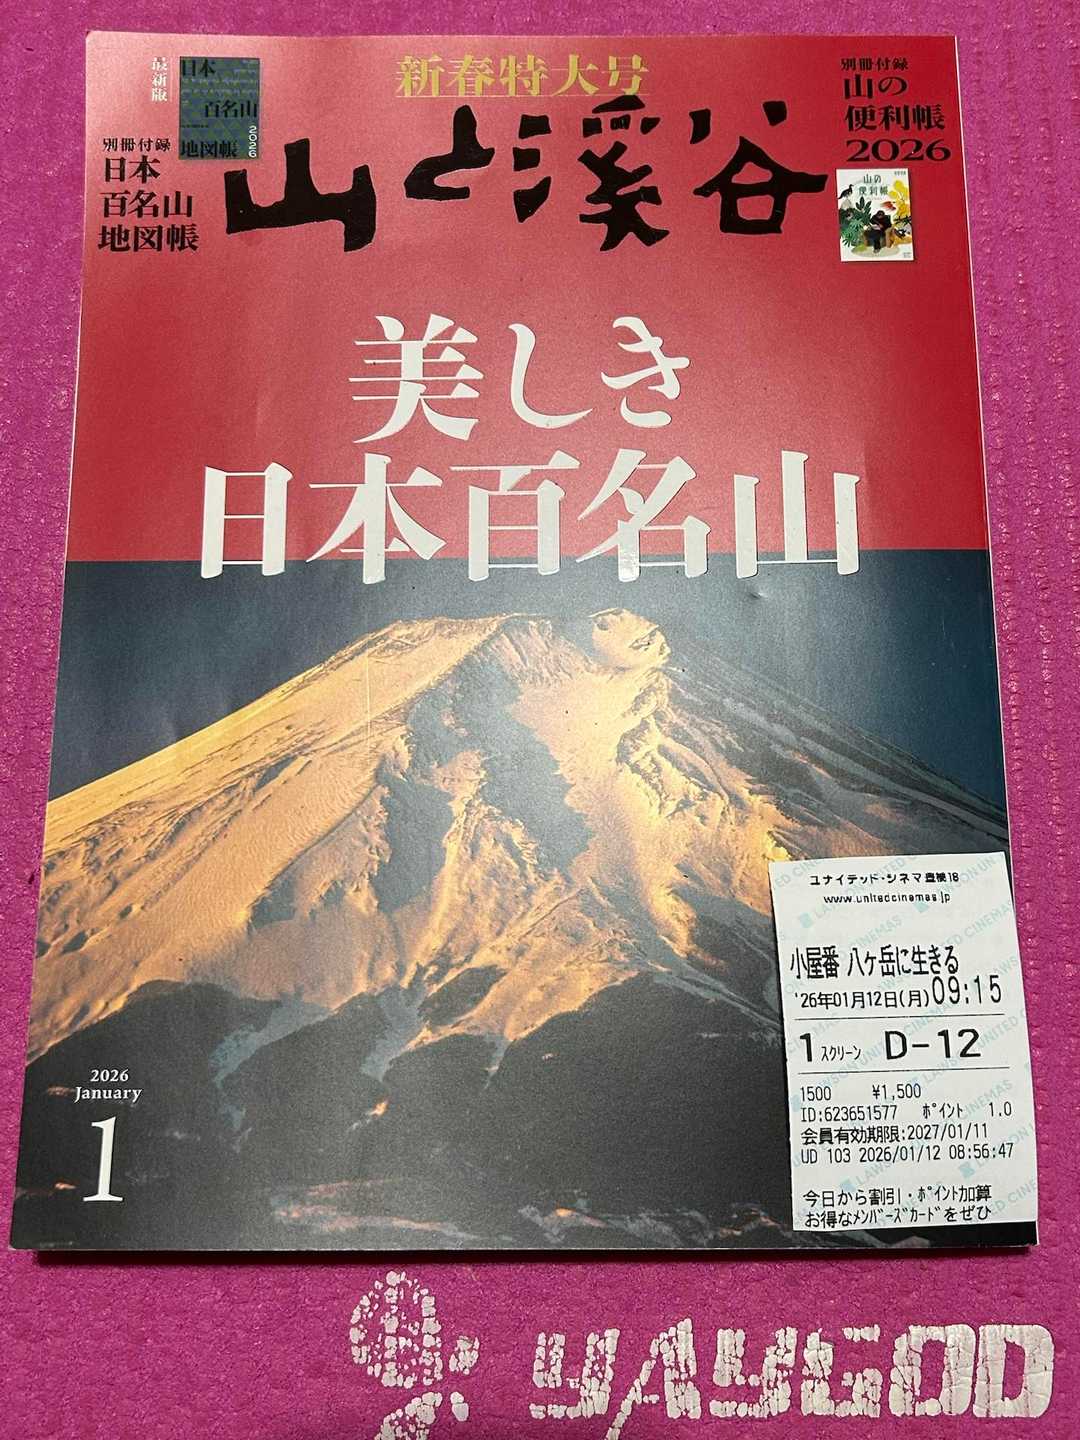 新春特大号
山と溪谷
最新版
日本
百名山
地図帳
2026
別冊付録
日本
百名山
地図帳
別冊付録
山の
便利帳
2026
山の
便利帳
美しき
日本百名山
2026
January
1
ユナイテッド・シネマ豊橋18
www.unitedcinemas.jp
小屋番 八ヶ岳に生きる
'26年01月12日(月)09:15
1スクリーン D-12
1500 ¥1,500
ID:623651577 ﾎﾟｲﾝﾄ 1.0
会員有効期限:2027/01/11
UD 103 2026/01/12 08:56:47
今日から割引・ﾎﾟｲﾝﾄ加算
お得なﾒﾝﾊﾞｰｽﾞｶｰﾄﾞをぜひ
LAWSON UNITED CINEMAS
YAYGOD